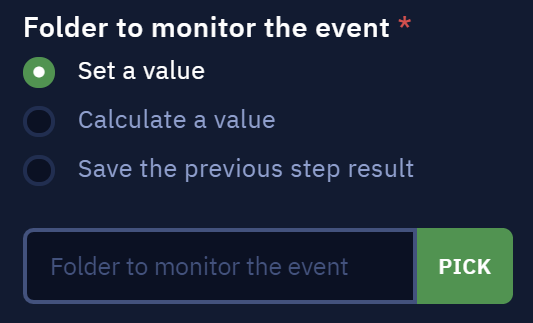 Folder to monitor the event *
Set a value
Calculate a value
Save the previous step result
Folder to monitor the event PICK